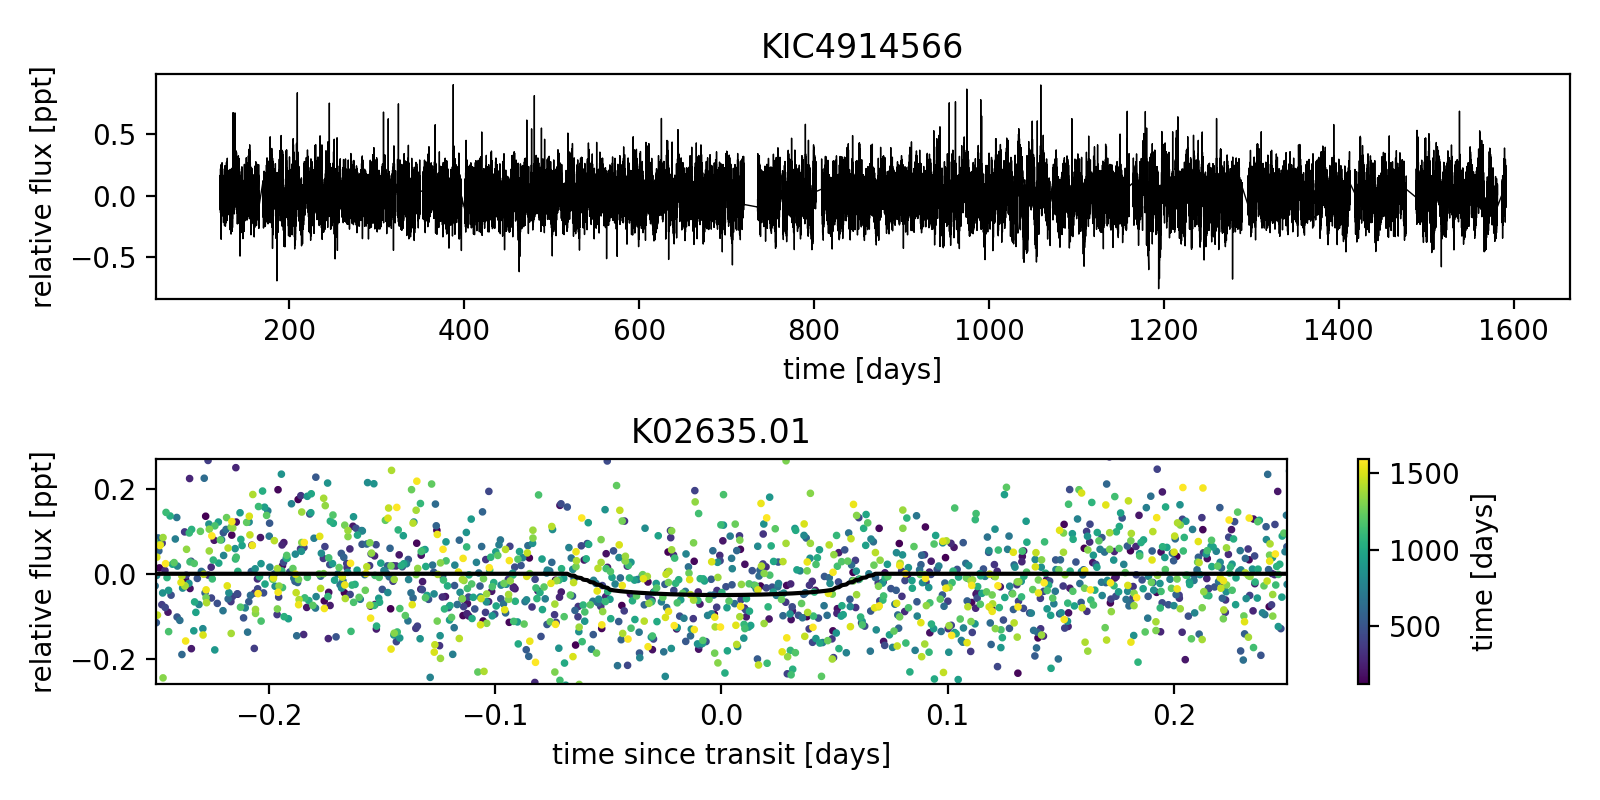 KIC4914566
relative flux [ppt]
0.5
0.0
−0.5
200 400 600 800 1000 1200 1400 1600
time [days]
K02635.01
relative flux [ppt]
0.2
0.0
−0.2
−0.2 −0.1 0.0 0.1 0.2
time since transit [days]
1500
1000
500
time [days]